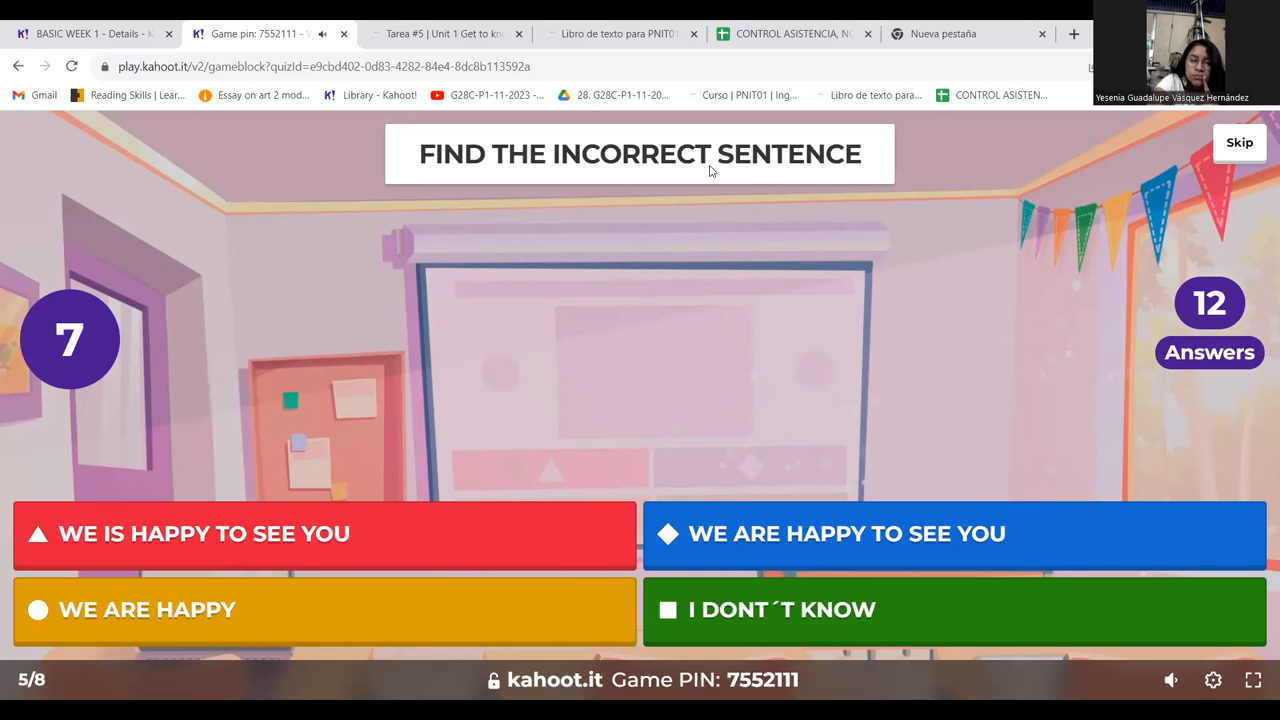 K! BASIC WEEK 1 - Details - K
K! Game pin: 7552111 -
Tarea #5 | Unit 1 Get to kn
Libro de texto para PNIT01
CONTROL ASISTENCIA, NO
Nueva pestaña
play.kahoot.it/v2/gameblock?quizId=e9cbd402-0d83-4282-84e4-8dc8b113392a
Gmail
Reading Skills | Lear...
Essay on art 2 mod...
K! Library - Kahoot!
G28C-P1-11-2023 -...
28. G28C-P1-11-20...
Curso | PNIT01 | Ing...
Libro de texto para...
CONTROL ASISTEN...
Yesenia Guadalupe Vásquez Hernández
FIND THE INCORRECT SENTENCE
Skip
7
12
Answers
WE IS HAPPY TO SEE YOU
WE ARE HAPPY TO SEE YOU
WE ARE HAPPY
I DONT´T KNOW
5/8
kahoot.it Game PIN: 7552111